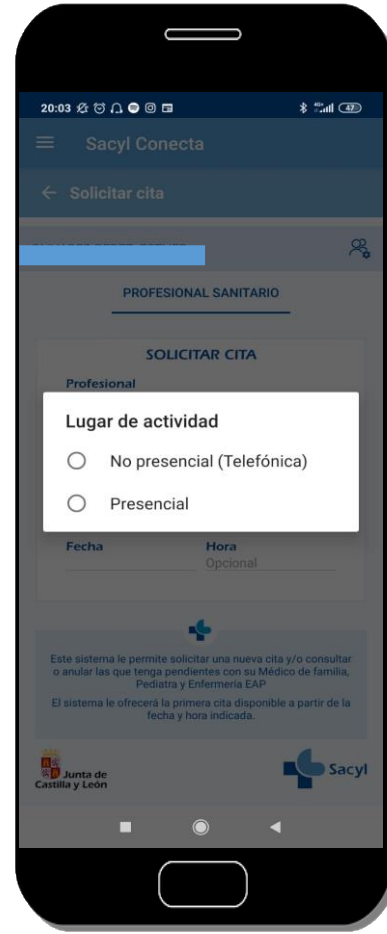 20:03
47
Sacyl Conecta
Solicitar cita
PROFESIONAL SANITARIO
SOLICITAR CITA
Profesional
Lugar de actividad
No presencial (Telefónica)
Presencial
Fecha Hora
Opcional
Este sistema le permite solicitar una nueva cita y/o consultar
o anular las que tenga pendientes con su Médico de familia,
Pediatra y Enfermería EAP
El sistema le ofrecerá la primera cita disponible a partir de la
fecha y hora indicada.
Junta de
Castilla y León
Sacyl